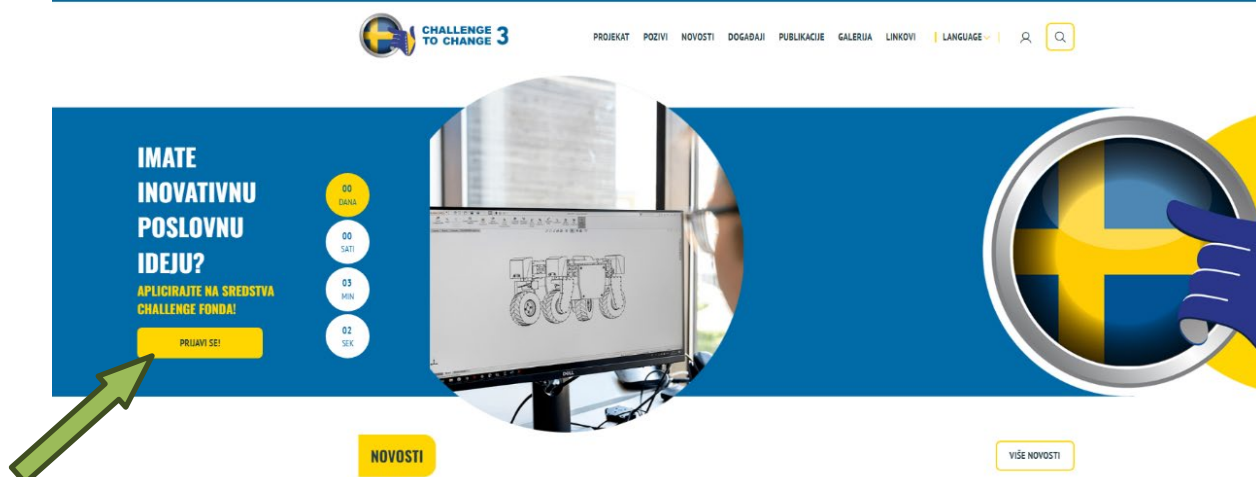 CHALLENGE
TO CHANGE 3
PROJEKAT POZIVI NOVOSTI DOGAĐAJI PUBLIKACIJE GALERIJA LINKOVI LANGUAGE
IMATE
INOVATIVNU
POSLOVNU
IDEJU?
APLICIRAJTE NA SREDSTVA
CHALLENGE FONDA!
PRIJAVI SE!
00
DANA
00
SATI
03
MIN
02
SEK
DELL
NOVOSTI
VIŠE NOVOSTI